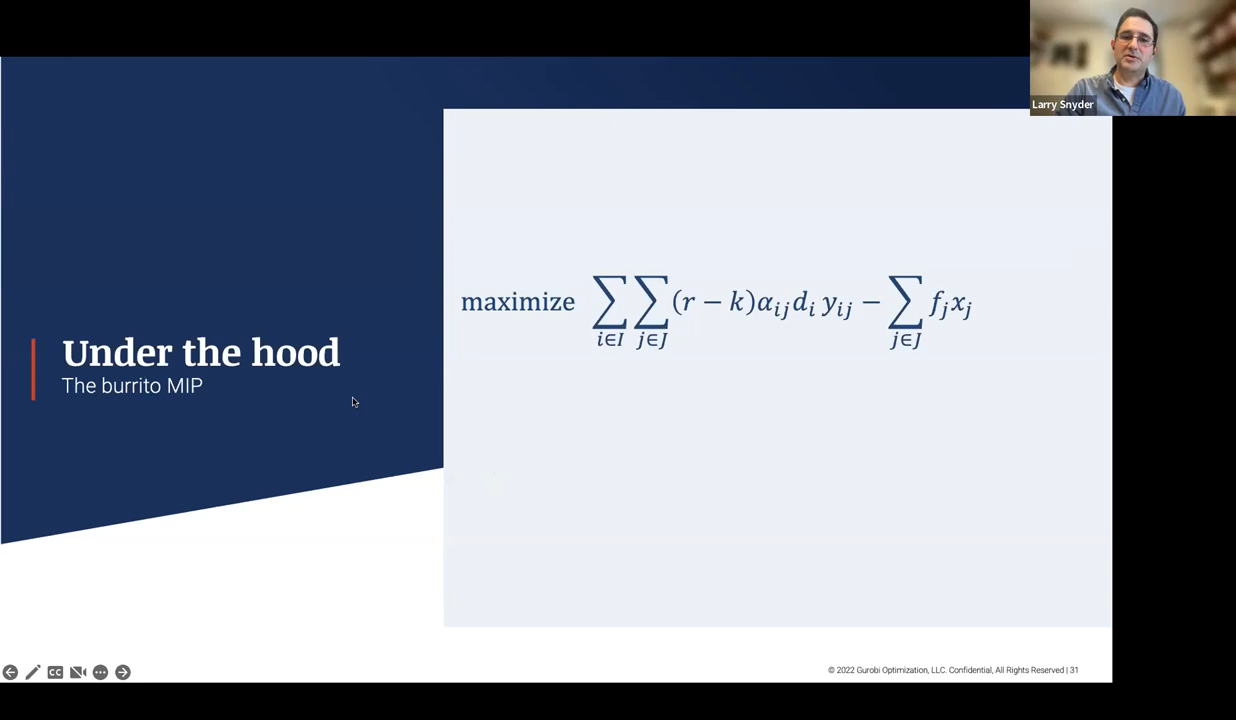 Larry Snyder
Under the hood
The burrito MIP
maximize ∑_{i∈I} ∑_{j∈J} (r − k)α_{ij}d_i y_{ij} − ∑_{j∈J} f_j x_j
CC
© 2022 Gurobi Optimization, LLC. Confidential, All Rights Reserved | 31